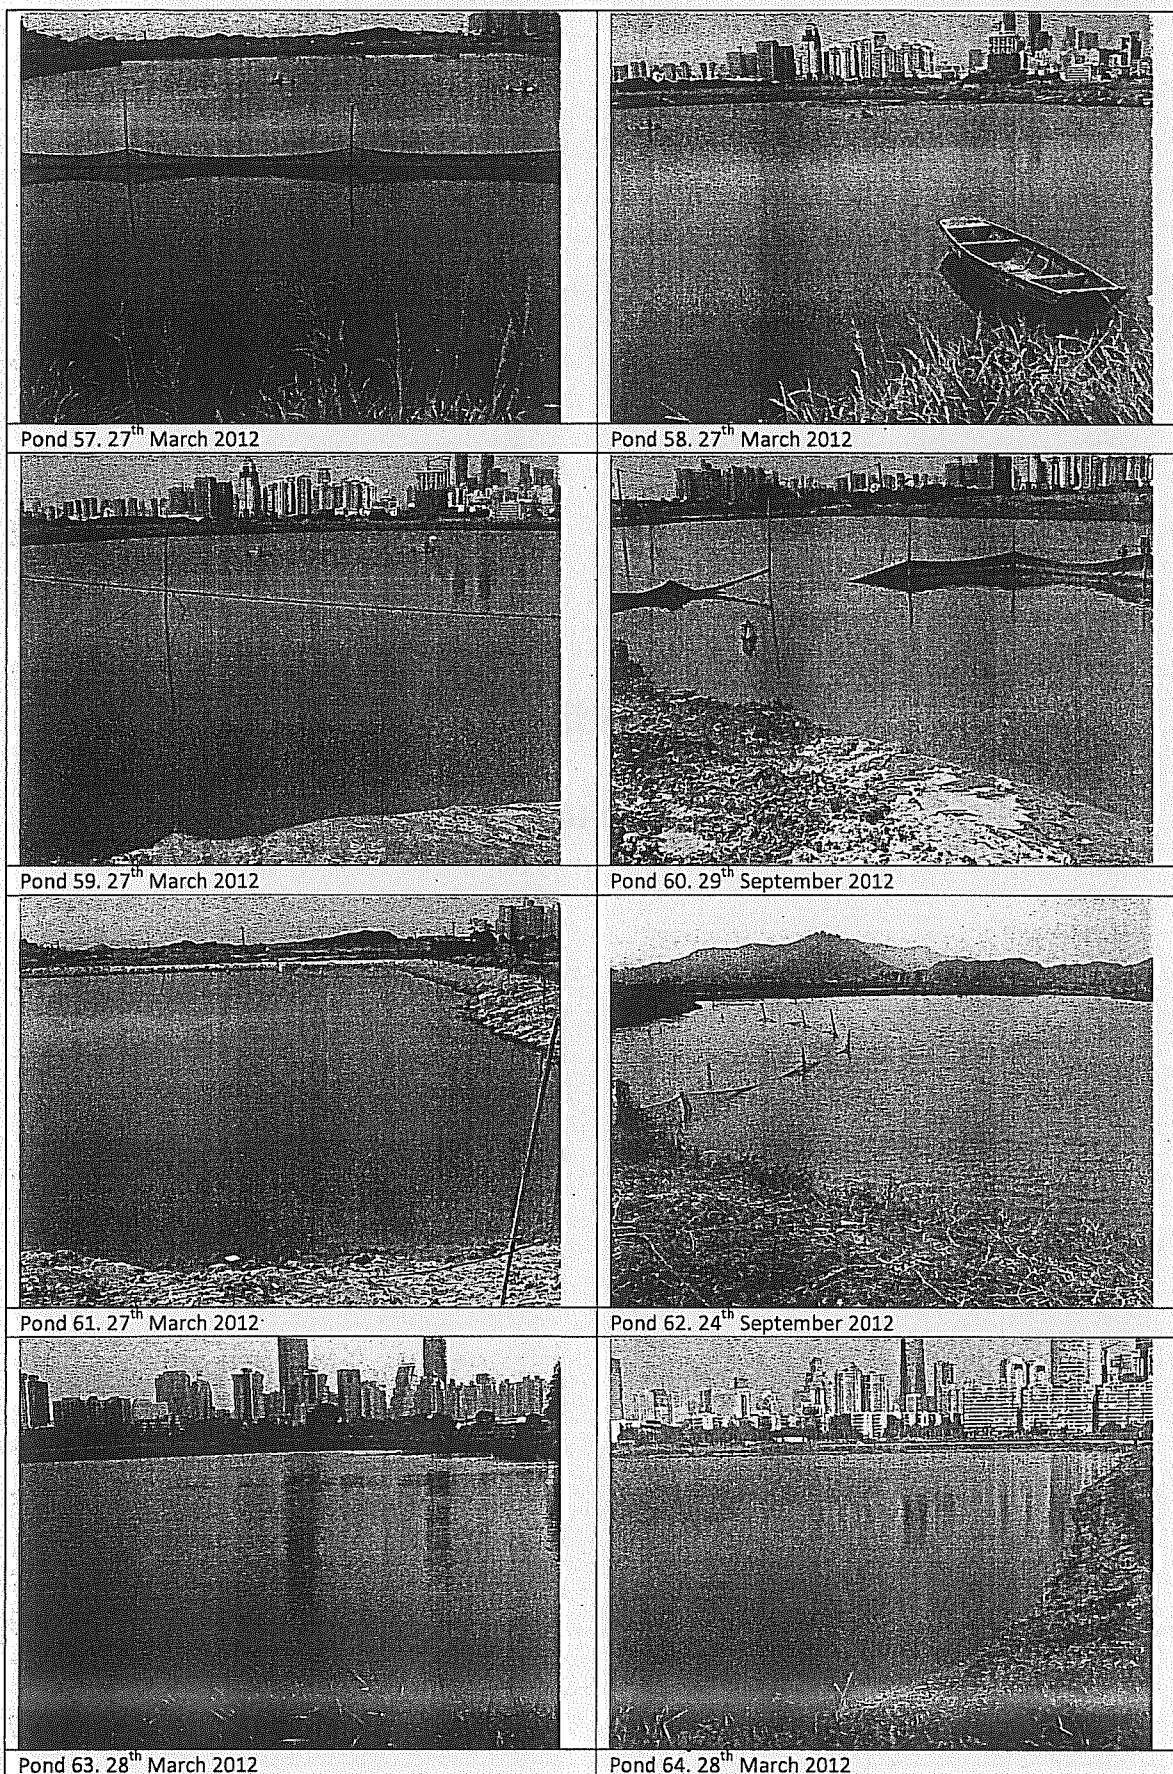 Pond 57. 27th March 2012
Pond 58. 27th March 2012
Pond 59. 27th March 2012
Pond 60. 29th September 2012
Pond 61. 27th March 2012
Pond 62. 24th September 2012
Pond 63. 28th March 2012
Pond 64. 28th March 2012